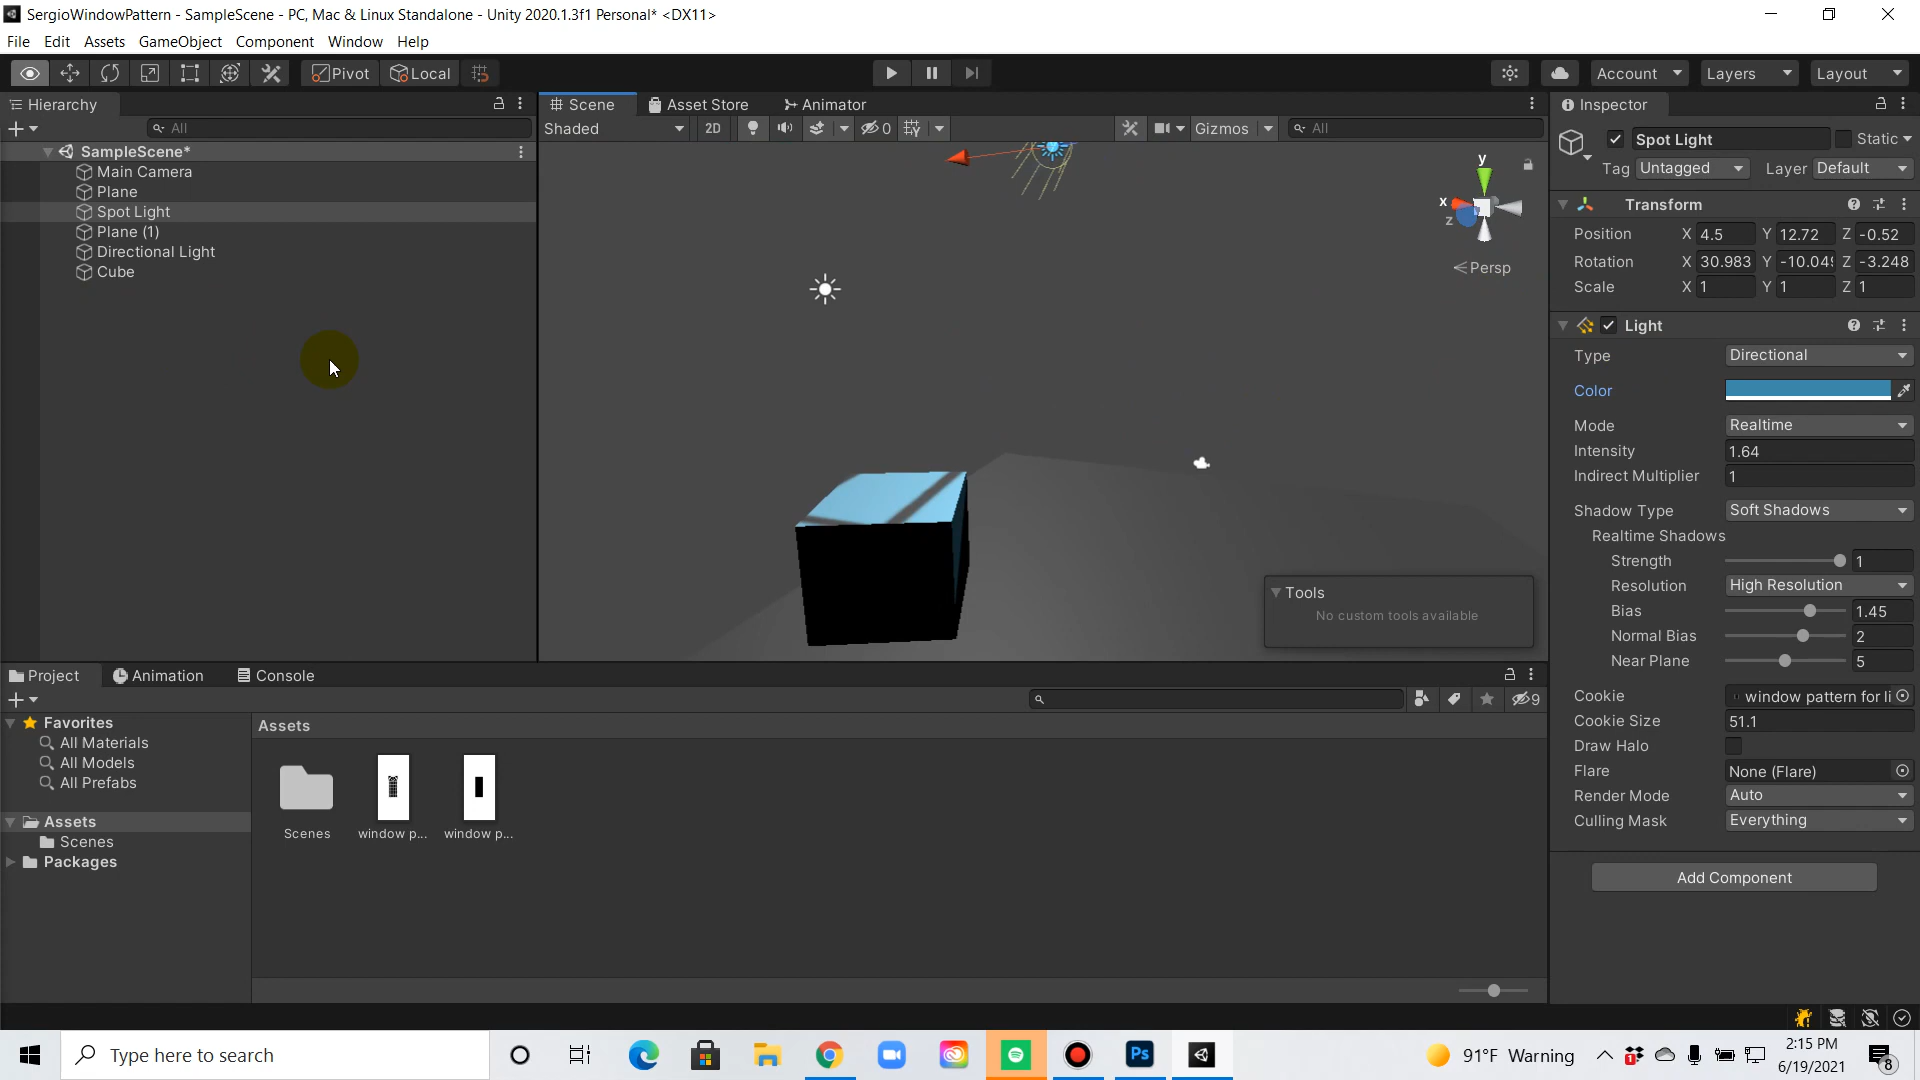 SergioWindowPattern - SampleScene - PC, Mac & Linux Standalone - Unity 2020.1.3f1 Personal* <DX11>
File Edit Assets GameObject Component Window Help
Pivot Local Account Layers Layout
Hierarchy
All
SampleScene*
Main Camera
Plane
Spot Light
Plane (1)
Directional Light
Cube
Scene Asset Store Animator
Shaded 2D 0 Gizmos All
y
x
z
Persp
Tools
No custom tools available
Inspector
Spot Light Static
Tag Untagged Layer Default
Transform
Position X 4.5 Y 12.72 Z -0.52
Rotation X 30.983 Y -10.049 Z -3.248
Scale X 1 Y 1 Z 1
Light
Type Directional
Color
Mode Realtime
Intensity 1.64
Indirect Multiplier 1
Shadow Type Soft Shadows
Realtime Shadows
Strength 1
Resolution High Resolution
Bias 1.45
Normal Bias 2
Near Plane 5
Cookie window pattern for li
Cookie Size 51.1
Draw Halo
Flare None (Flare)
Render Mode Auto
Culling Mask Everything
Add Component
Project Animation Console
9
Favorites
All Materials
All Models
All Prefabs
Assets
Scenes
Packages
Assets
Scenes window p... window p...
Type here to search
Ps
91°F Warning
1
2:15 PM
6/19/2021
8